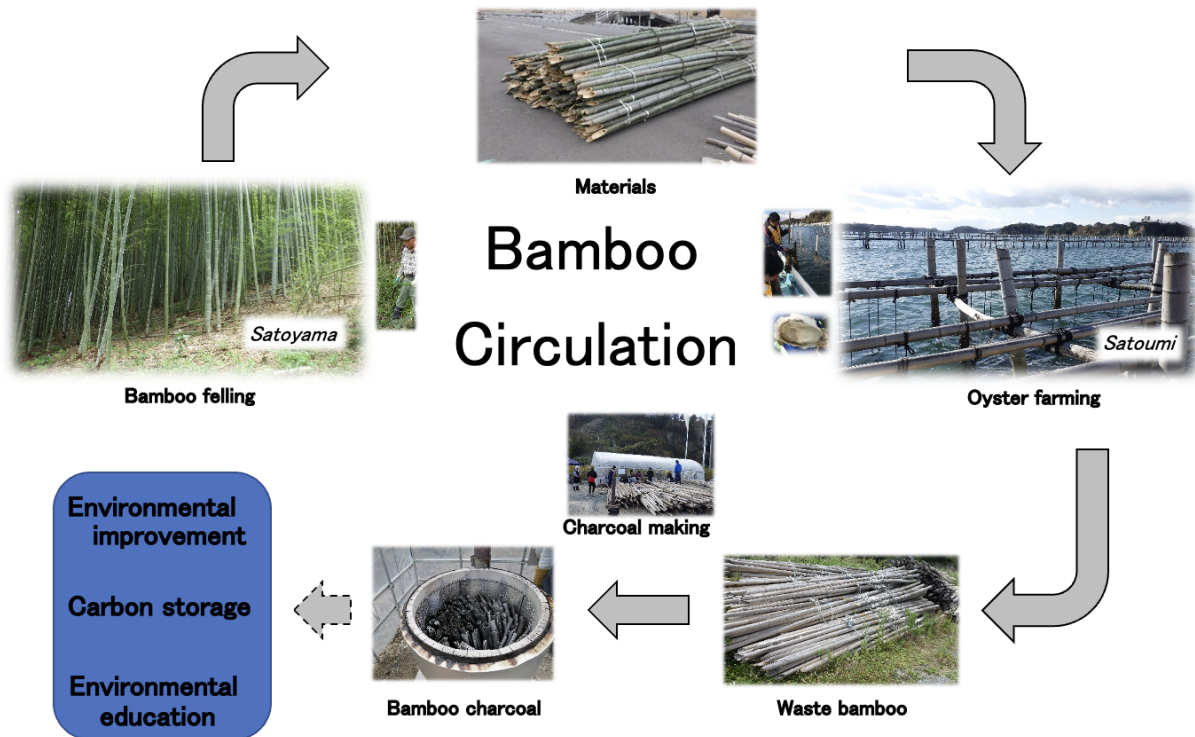 Materials
Bamboo
Circulation
Satoyama
Bamboo felling
Satoumi
Oyster farming
Charcoal making
Waste bamboo
Bamboo charcoal
Environmental
improvement
Carbon storage
Environmental
education